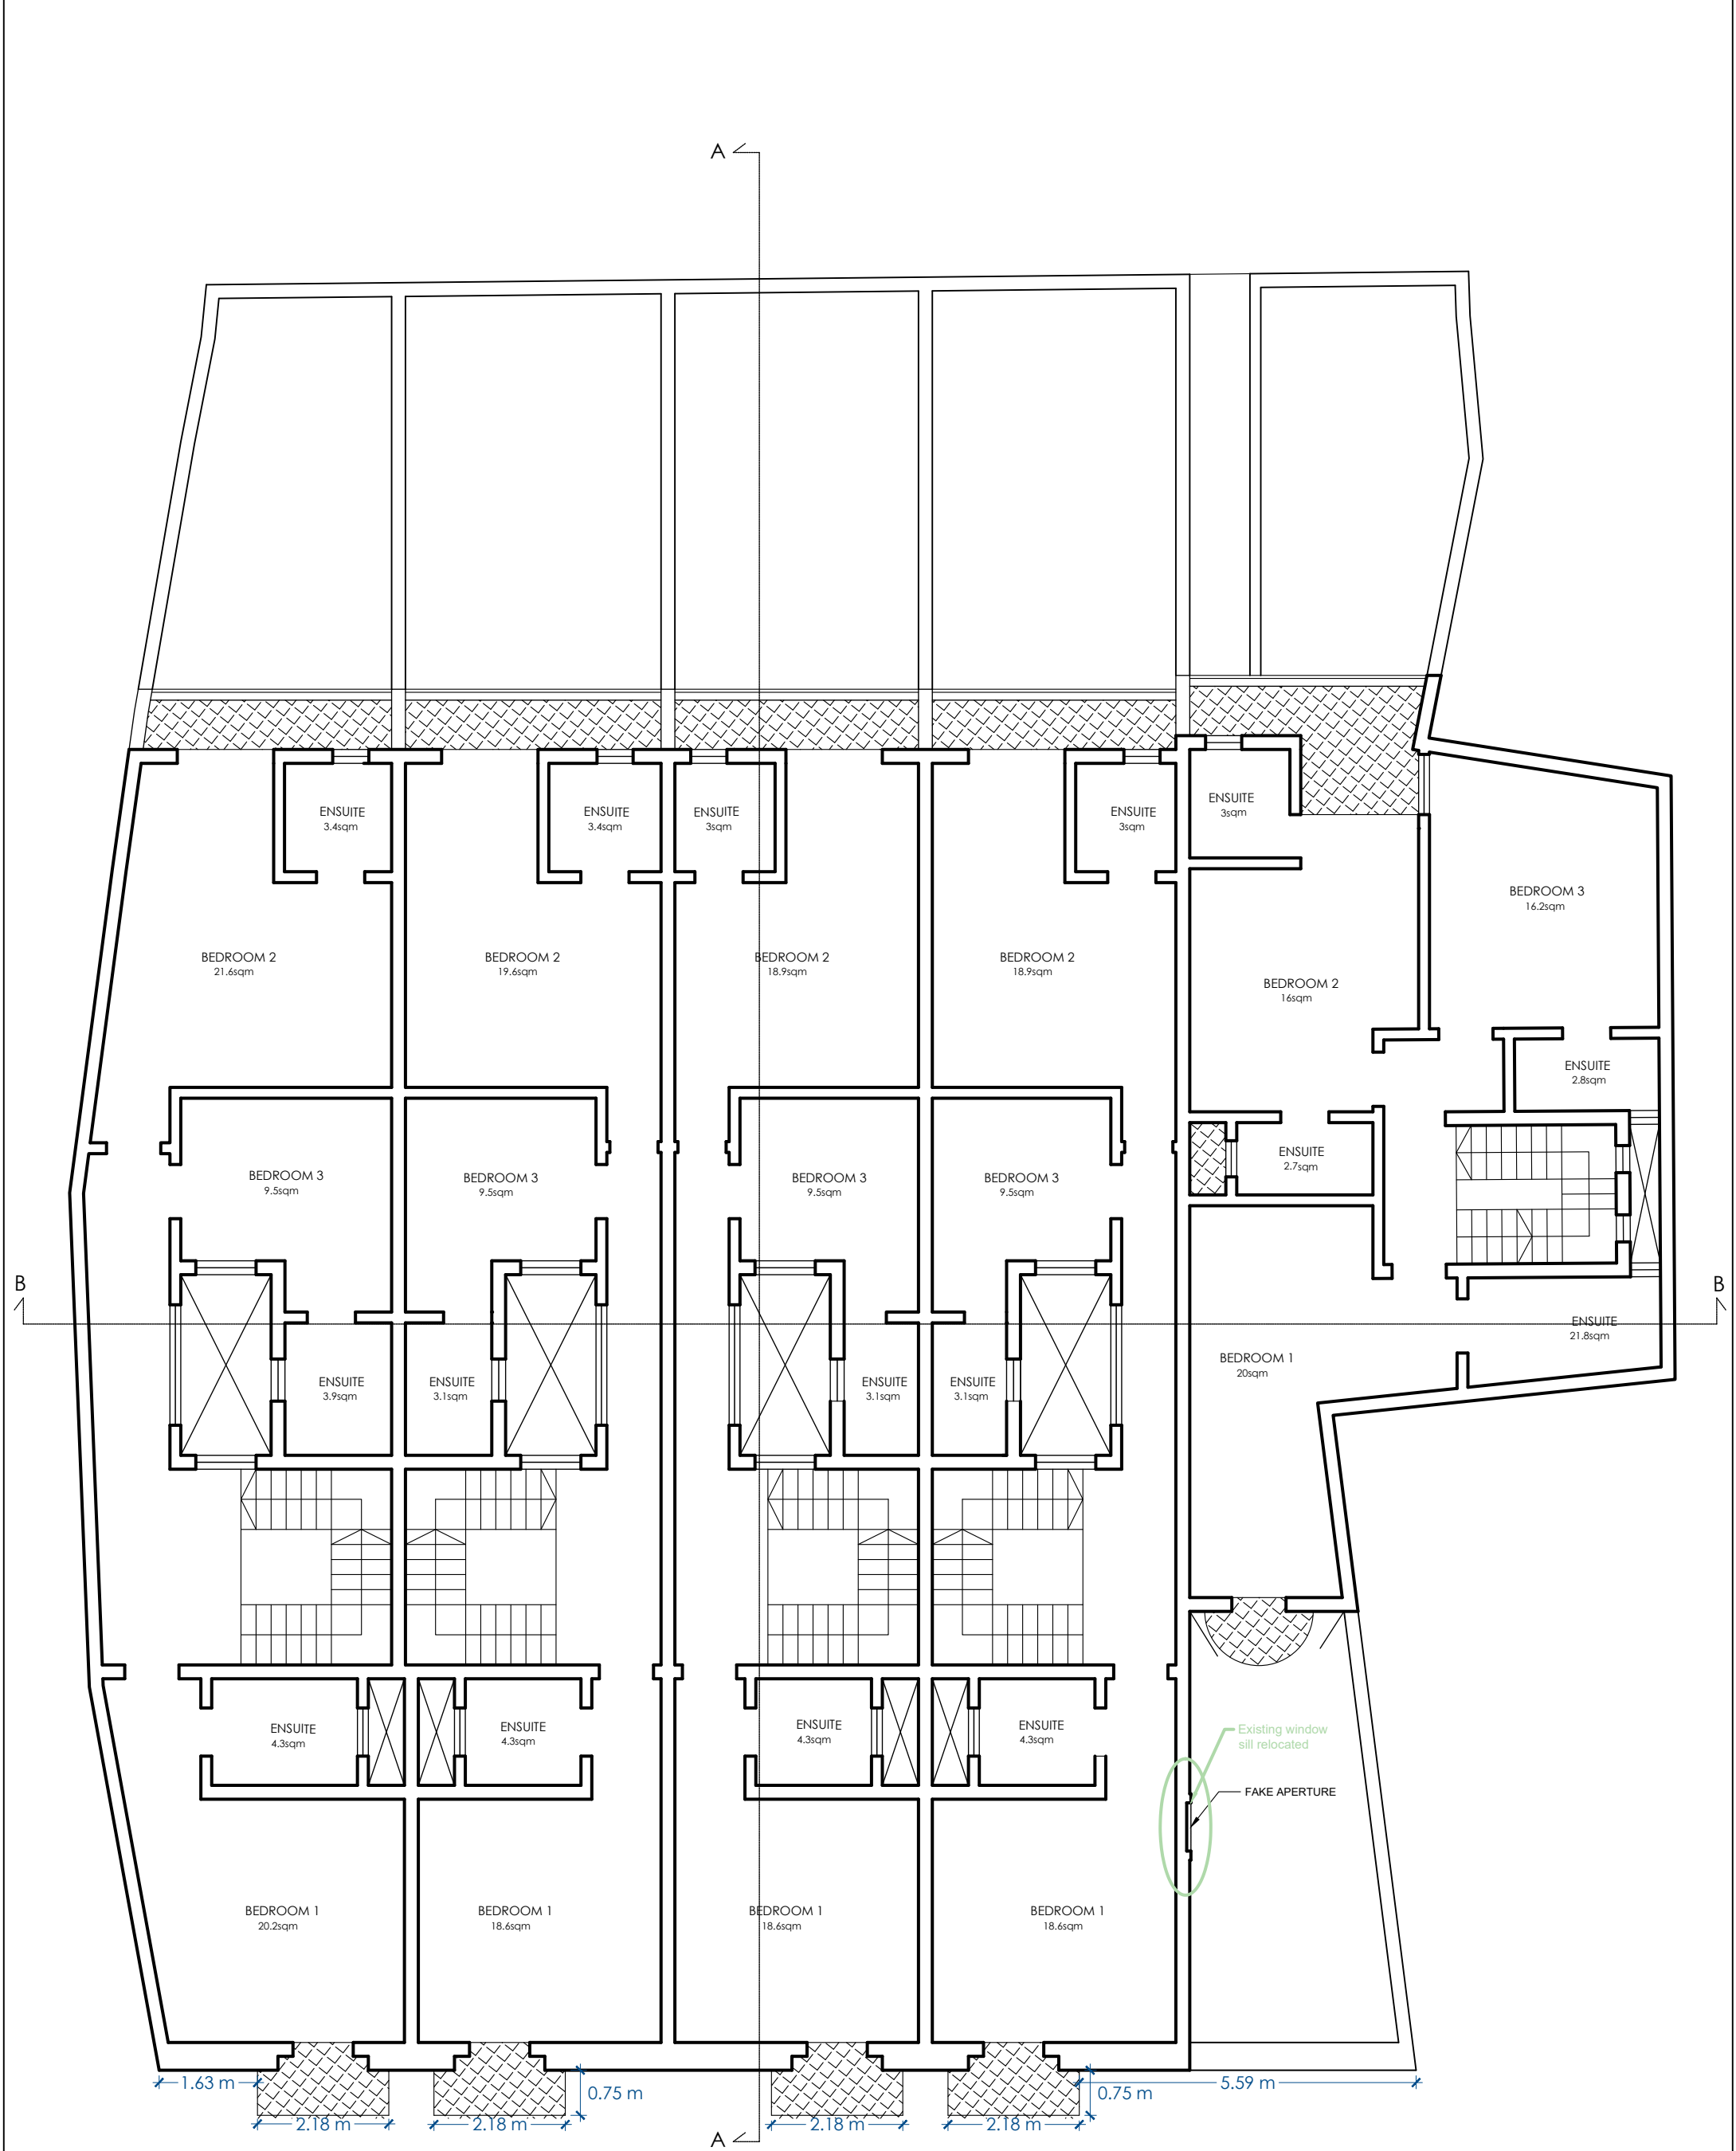 A
ENSUITE
3.4sqm
ENSUITE
3.4sqm
ENSUITE
3sqm
ENSUITE
3sqm
ENSUITE
3sqm
BEDROOM 3
16.2sqm
BEDROOM 2
21.6sqm
BEDROOM 2
19.6sqm
BEDROOM 2
18.9sqm
BEDROOM 2
18.9sqm
BEDROOM 2
16sqm
ENSUITE
2.8sqm
ENSUITE
2.7sqm
BEDROOM 3
9.5sqm
BEDROOM 3
9.5sqm
BEDROOM 3
9.5sqm
BEDROOM 3
9.5sqm
B
B
ENSUITE
21.8sqm
BEDROOM 1
20sqm
ENSUITE
3.9sqm
ENSUITE
3.1sqm
ENSUITE
3.1sqm
ENSUITE
3.1sqm
ENSUITE
4.3sqm
ENSUITE
4.3sqm
ENSUITE
4.3sqm
ENSUITE
4.3sqm
Existing window
sill relocated
FAKE APERTURE
BEDROOM 1
20.2sqm
BEDROOM 1
18.6sqm
BEDROOM 1
18.6sqm
BEDROOM 1
18.6sqm
1.63 m
0.75 m
0.75 m
5.59 m
2.18 m
2.18 m
2.18 m
2.18 m
A